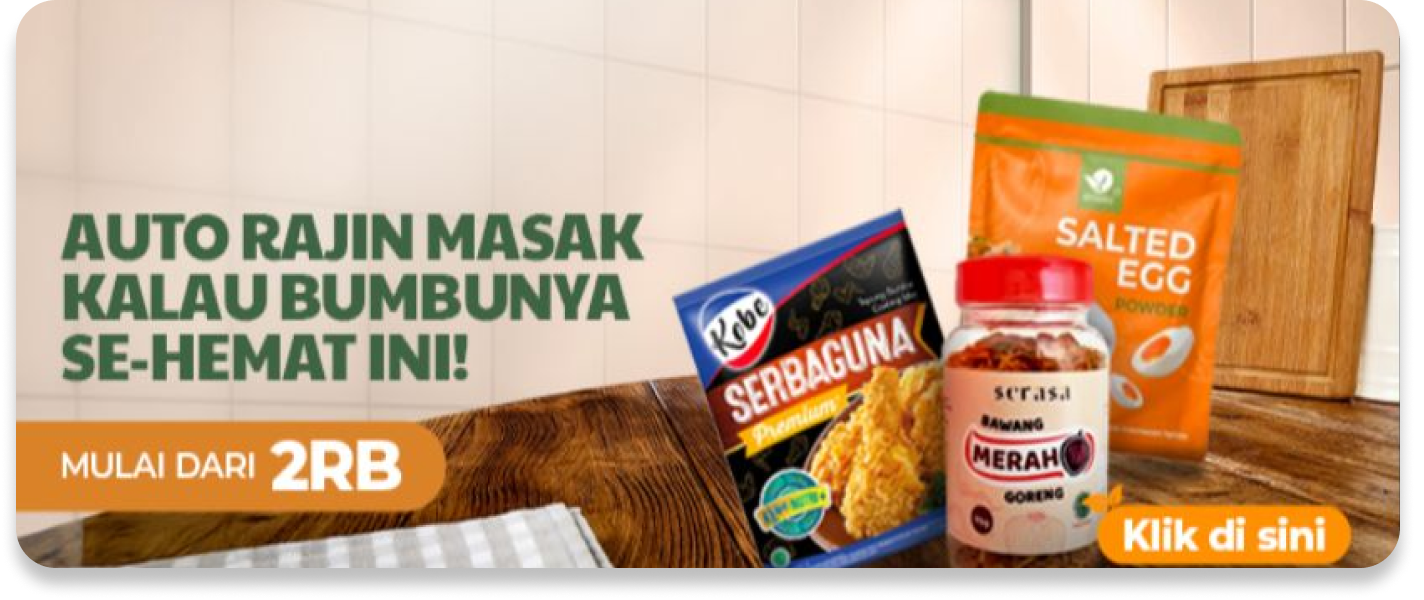 AUTO RAJIN MASAK
KALAU BUMBUNYA
SE-HEMAT INI!
MULAI DARI 2RB
Kobe
SERBAGUNA
Premium
SALTED
EGG
POWDER
serasa
BAWANG
MERAH
GORENG
Klik di sini